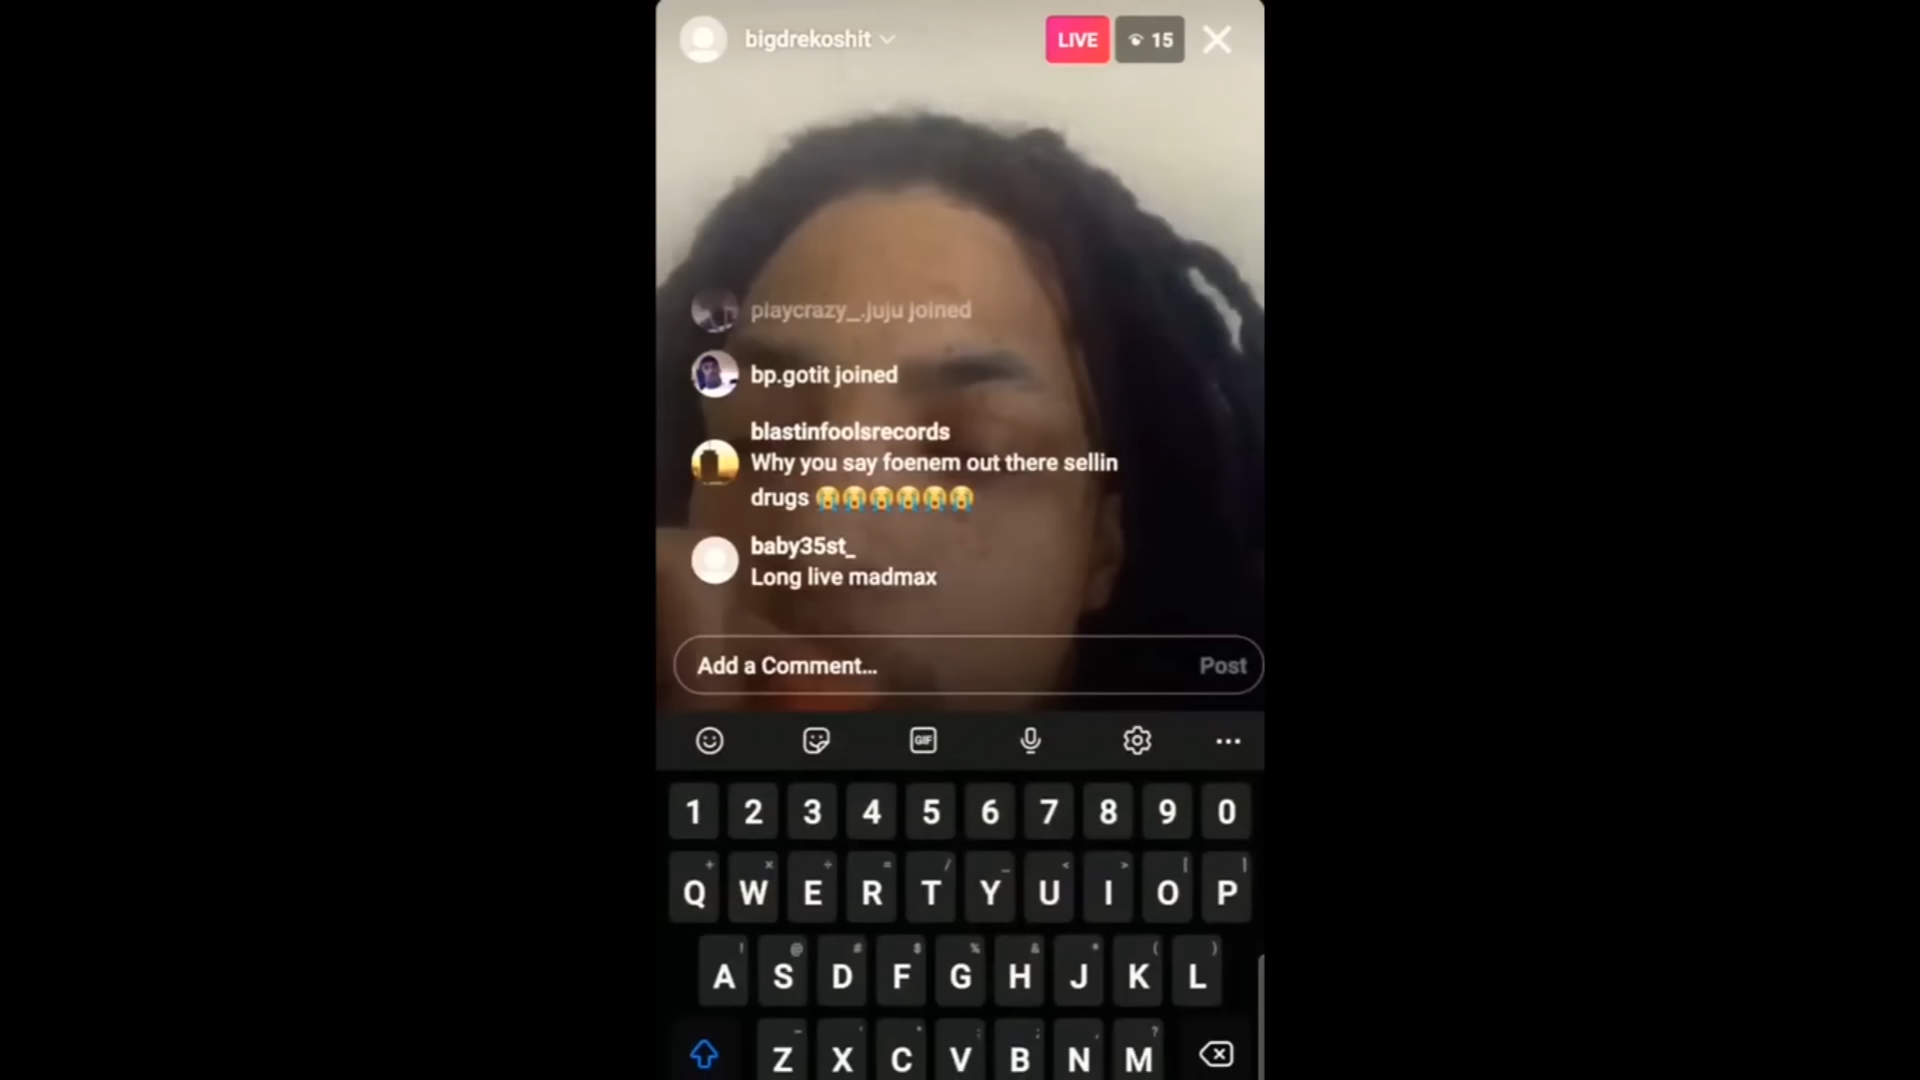 bigdrekoshit
LIVE
15
playcrazy_.juju joined
bp.gotit joined
blastinfoolsrecords
Why you say foenem out there sellin
drugs 😭😭😭😭😭😭
baby35st_
Long live madmax
Add a Comment...
Post
GIF
1 2 3 4 5 6 7 8 9 0
+ × ÷ = / _ < > [ ]
Q W E R T Y U I O P
! @ # $ % & * ( )
A S D F G H J K L
Z X C V B N M